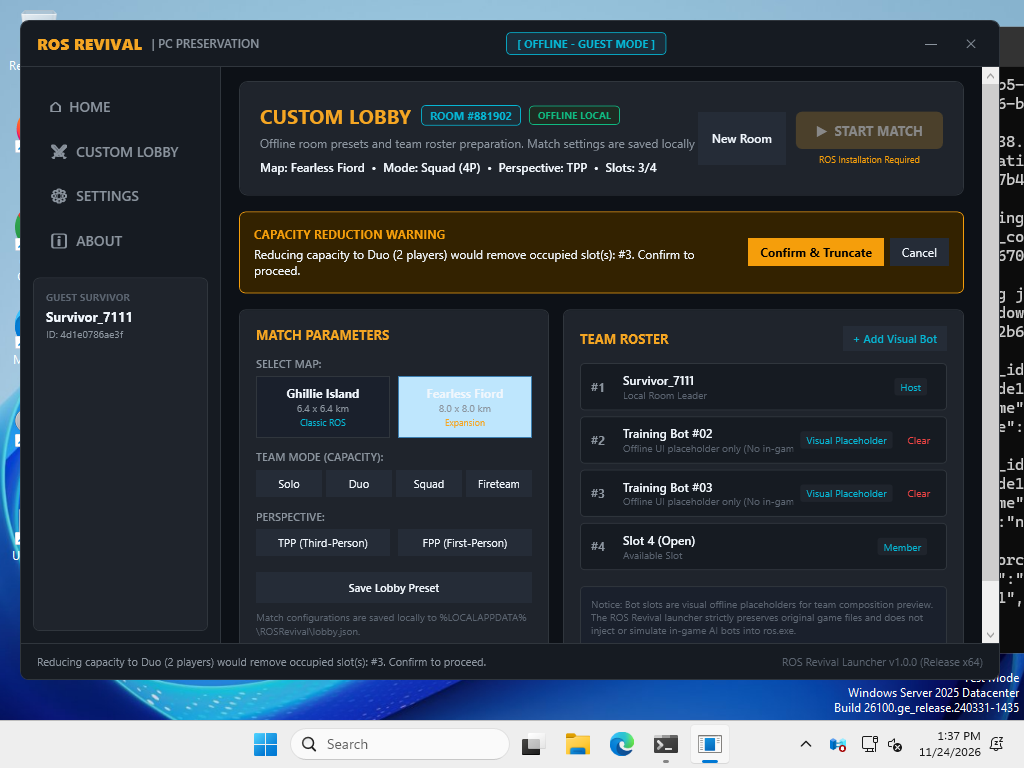 ROS REVIVAL | PC PRESERVATION
[ OFFLINE - GUEST MODE ]
HOME
CUSTOM LOBBY
SETTINGS
ABOUT
GUEST SURVIVOR
Survivor_7111
ID: 4d1e0786ae3f
CUSTOM LOBBY
ROOM #881902
OFFLINE LOCAL
Offline room presets and team roster preparation. Match settings are saved locally
Map: Fearless Fiord • Mode: Squad (4P) • Perspective: TPP • Slots: 3/4
New Room
START MATCH
ROS Installation Required
CAPACITY REDUCTION WARNING
Reducing capacity to Duo (2 players) would remove occupied slot(s): #3. Confirm to
proceed.
Confirm & Truncate
Cancel
MATCH PARAMETERS
SELECT MAP:
Ghillie Island
6.4 x 6.4 km
Classic ROS
Fearless Fiord
8.0 x 8.0 km
Expansion
TEAM MODE (CAPACITY):
Solo
Duo
Squad
Fireteam
PERSPECTIVE:
TPP (Third-Person)
FPP (First-Person)
Save Lobby Preset
Match configurations are saved locally to %LOCALAPPDATA%
\ROSRevival\lobby.json.
TEAM ROSTER
+ Add Visual Bot
#1
Survivor_7111
Local Room Leader
Host
#2
Training Bot #02
Offline UI placeholder only (No in-gam
Visual Placeholder
Clear
#3
Training Bot #03
Offline UI placeholder only (No in-gam
Visual Placeholder
Clear
#4
Slot 4 (Open)
Available Slot
Member
Notice: Bot slots are visual offline placeholders for team composition preview.
The ROS Revival launcher strictly preserves original game files and does not
inject or simulate in-game AI bots into ros.exe.
Reducing capacity to Duo (2 players) would remove occupied slot(s): #3. Confirm to proceed.
ROS Revival Launcher v1.0.0 (Release x64)
Mode
Windows Server 2025 Datacenter
Build 26100.ge_release.240331-1435
Search
1:37 PM
11/24/2026